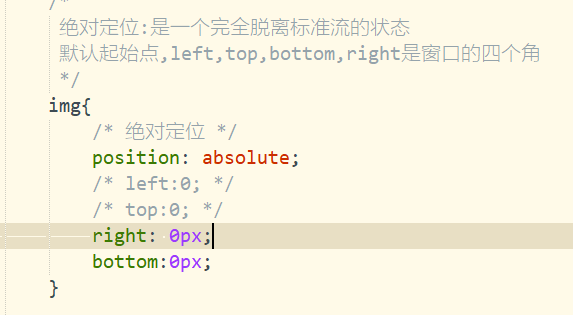 /*
绝对定位:是一个完全脱离标准流的状态
默认起始点,left,top,bottom,right是窗口的四个角
*/
img{
/* 绝对定位 */
position: absolute;
/* left:0; */
/* top:0; */
right: 0px;
bottom:0px;
}